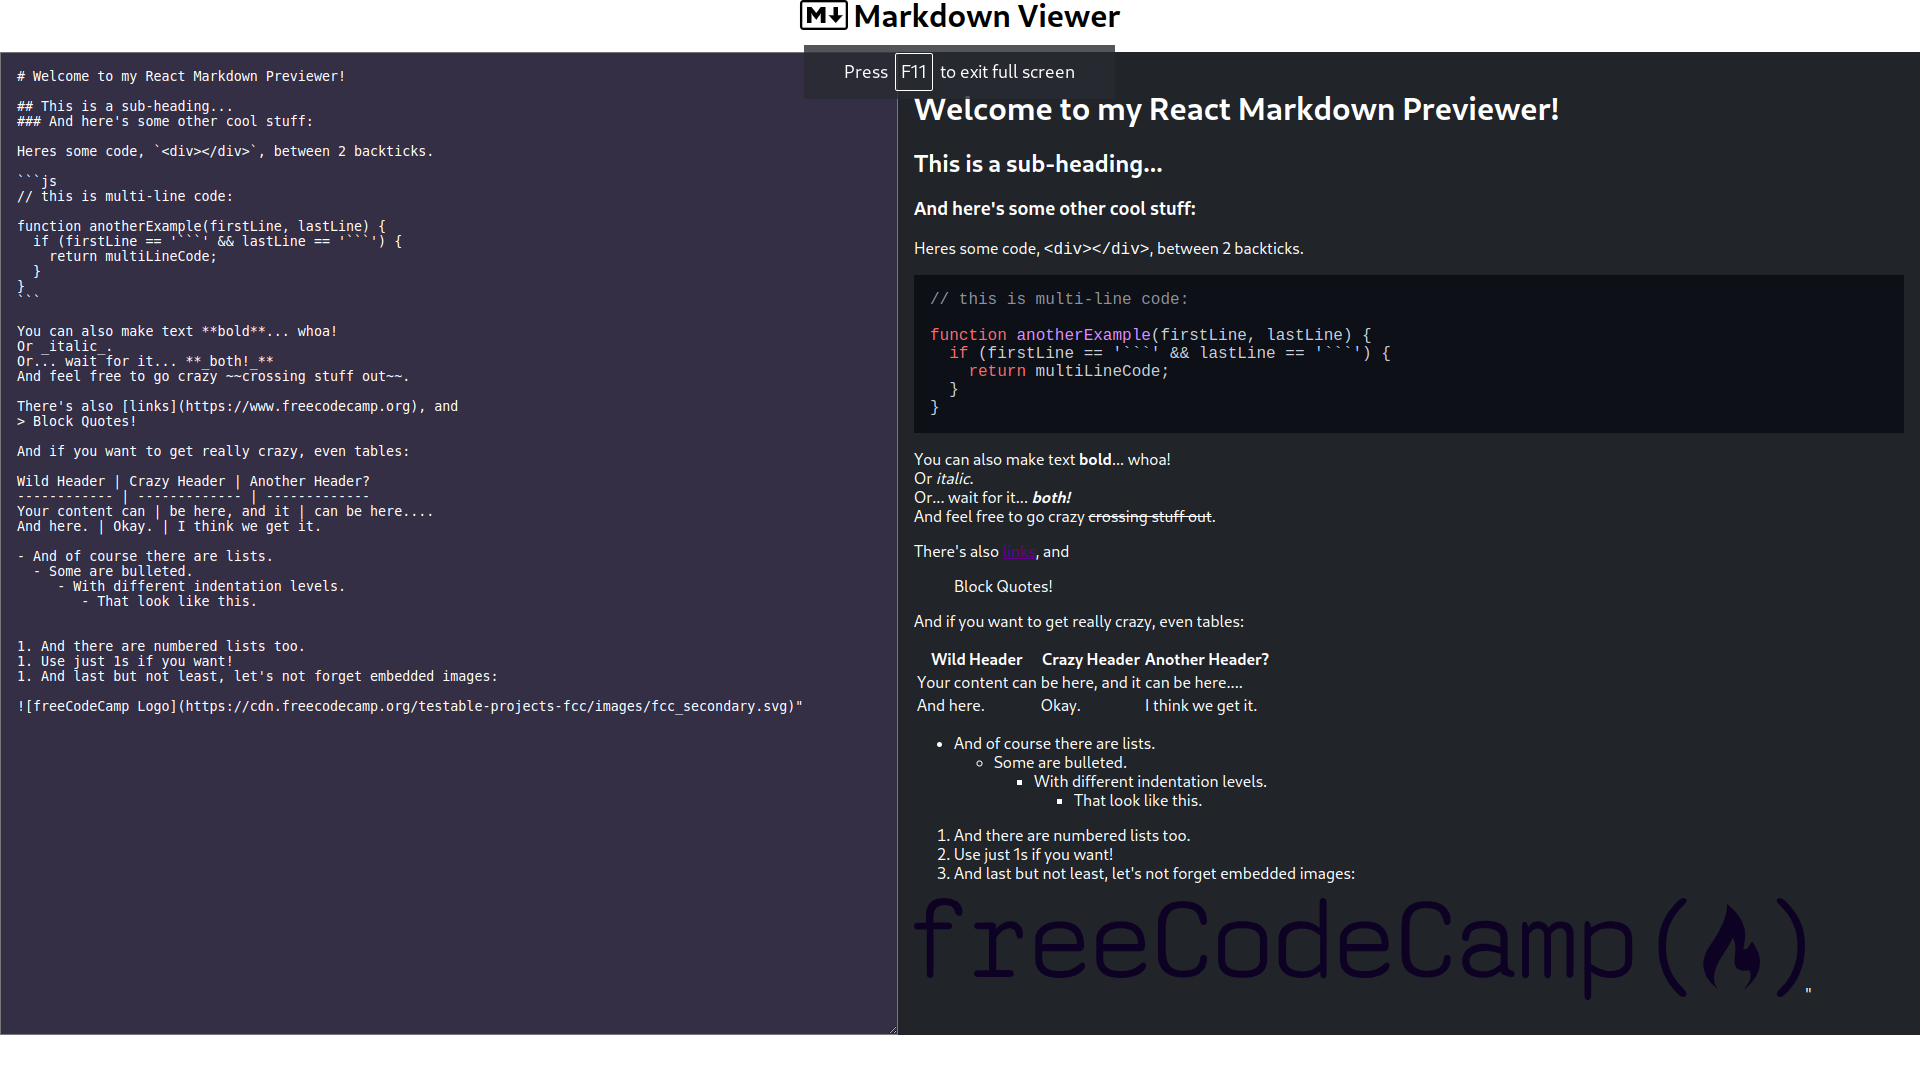 M Markdown Viewer
Press F11 to exit full screen
# Welcome to my React Markdown Previewer!
## This is a sub-heading...
### And here's some other cool stuff:
Heres some code, `<div></div>`, between 2 backticks.
```js
// this is multi-line code:
function anotherExample(firstLine, lastLine) {
  if (firstLine == '```' && lastLine == '```') {
    return multiLineCode;
  }
}
```
You can also make text **bold**... whoa!
Or _italic_.
Or... wait for it... **_both!_**
And feel free to go crazy ~~crossing stuff out~~.
There's also [links](https://www.freecodecamp.org), and
> Block Quotes!
And if you want to get really crazy, even tables:
Wild Header | Crazy Header | Another Header?
------------ | ------------- | -------------
Your content can | be here, and it | can be here....
And here. | Okay. | I think we get it.
- And of course there are lists.
  - Some are bulleted.
     - With different indentation levels.
        - That look like this.
1. And there are numbered lists too.
1. Use just 1s if you want!
1. And last but not least, let's not forget embedded images:
![freeCodeCamp Logo](https://cdn.freecodecamp.org/testable-projects-fcc/images/fcc_secondary.svg)"
Welcome to my React Markdown Previewer!
This is a sub-heading...
And here's some other cool stuff:
Heres some code, <div></div>, between 2 backticks.
// this is multi-line code:
function anotherExample(firstLine, lastLine) {
  if (firstLine == '```' && lastLine == '```') {
    return multiLineCode;
  }
}
You can also make text bold... whoa!
Or italic.
Or... wait for it... both!
And feel free to go crazy crossing stuff out.
There's also links, and
Block Quotes!
And if you want to get really crazy, even tables:
Wild Header Crazy Header Another Header?
Your content can be here, and it can be here....
And here. Okay. I think we get it.
• And of course there are lists.
◦ Some are bulleted.
▪ With different indentation levels.
▪ That look like this.
1. And there are numbered lists too.
2. Use just 1s if you want!
3. And last but not least, let's not forget embedded images:
freeCodeCamp( ) "